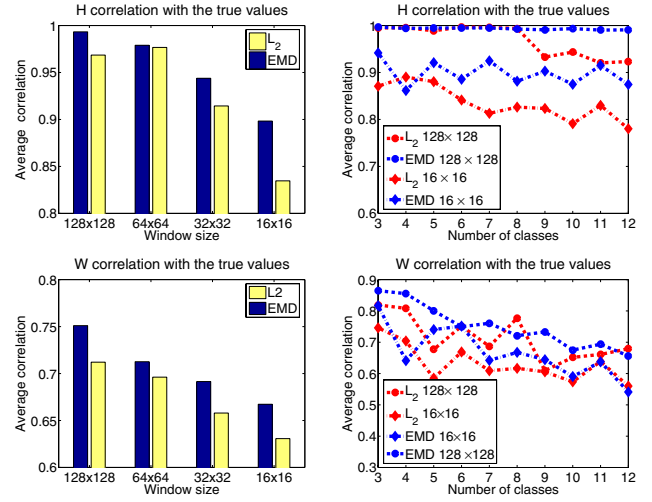 H correlation with the true values
Average correlation
1
0.95
0.9
0.85
0.8
L2
EMD
128x128 64x64 32x32 16x16
Window size
H correlation with the true values
Average correlation
1
0.9
0.8
0.7
0.6
L2 128× 128
EMD 128 × 128
L2 16 × 16
EMD 16 × 16
3 4 5 6 7 8 9 10 11 12
Number of classes
W correlation with the true values
Average correlation
0.8
0.75
0.7
0.65
0.6
L2
EMD
128x128 64x64 32x32 16x16
Window size
W correlation with the true values
Average correlation
0.9
0.8
0.7
0.6
0.5
0.4
0.3
L2 128× 128
L2 16×16
EMD 16×16
EMD 128 ×128
3 4 5 6 7 8 9 10 11 12
Number of classes